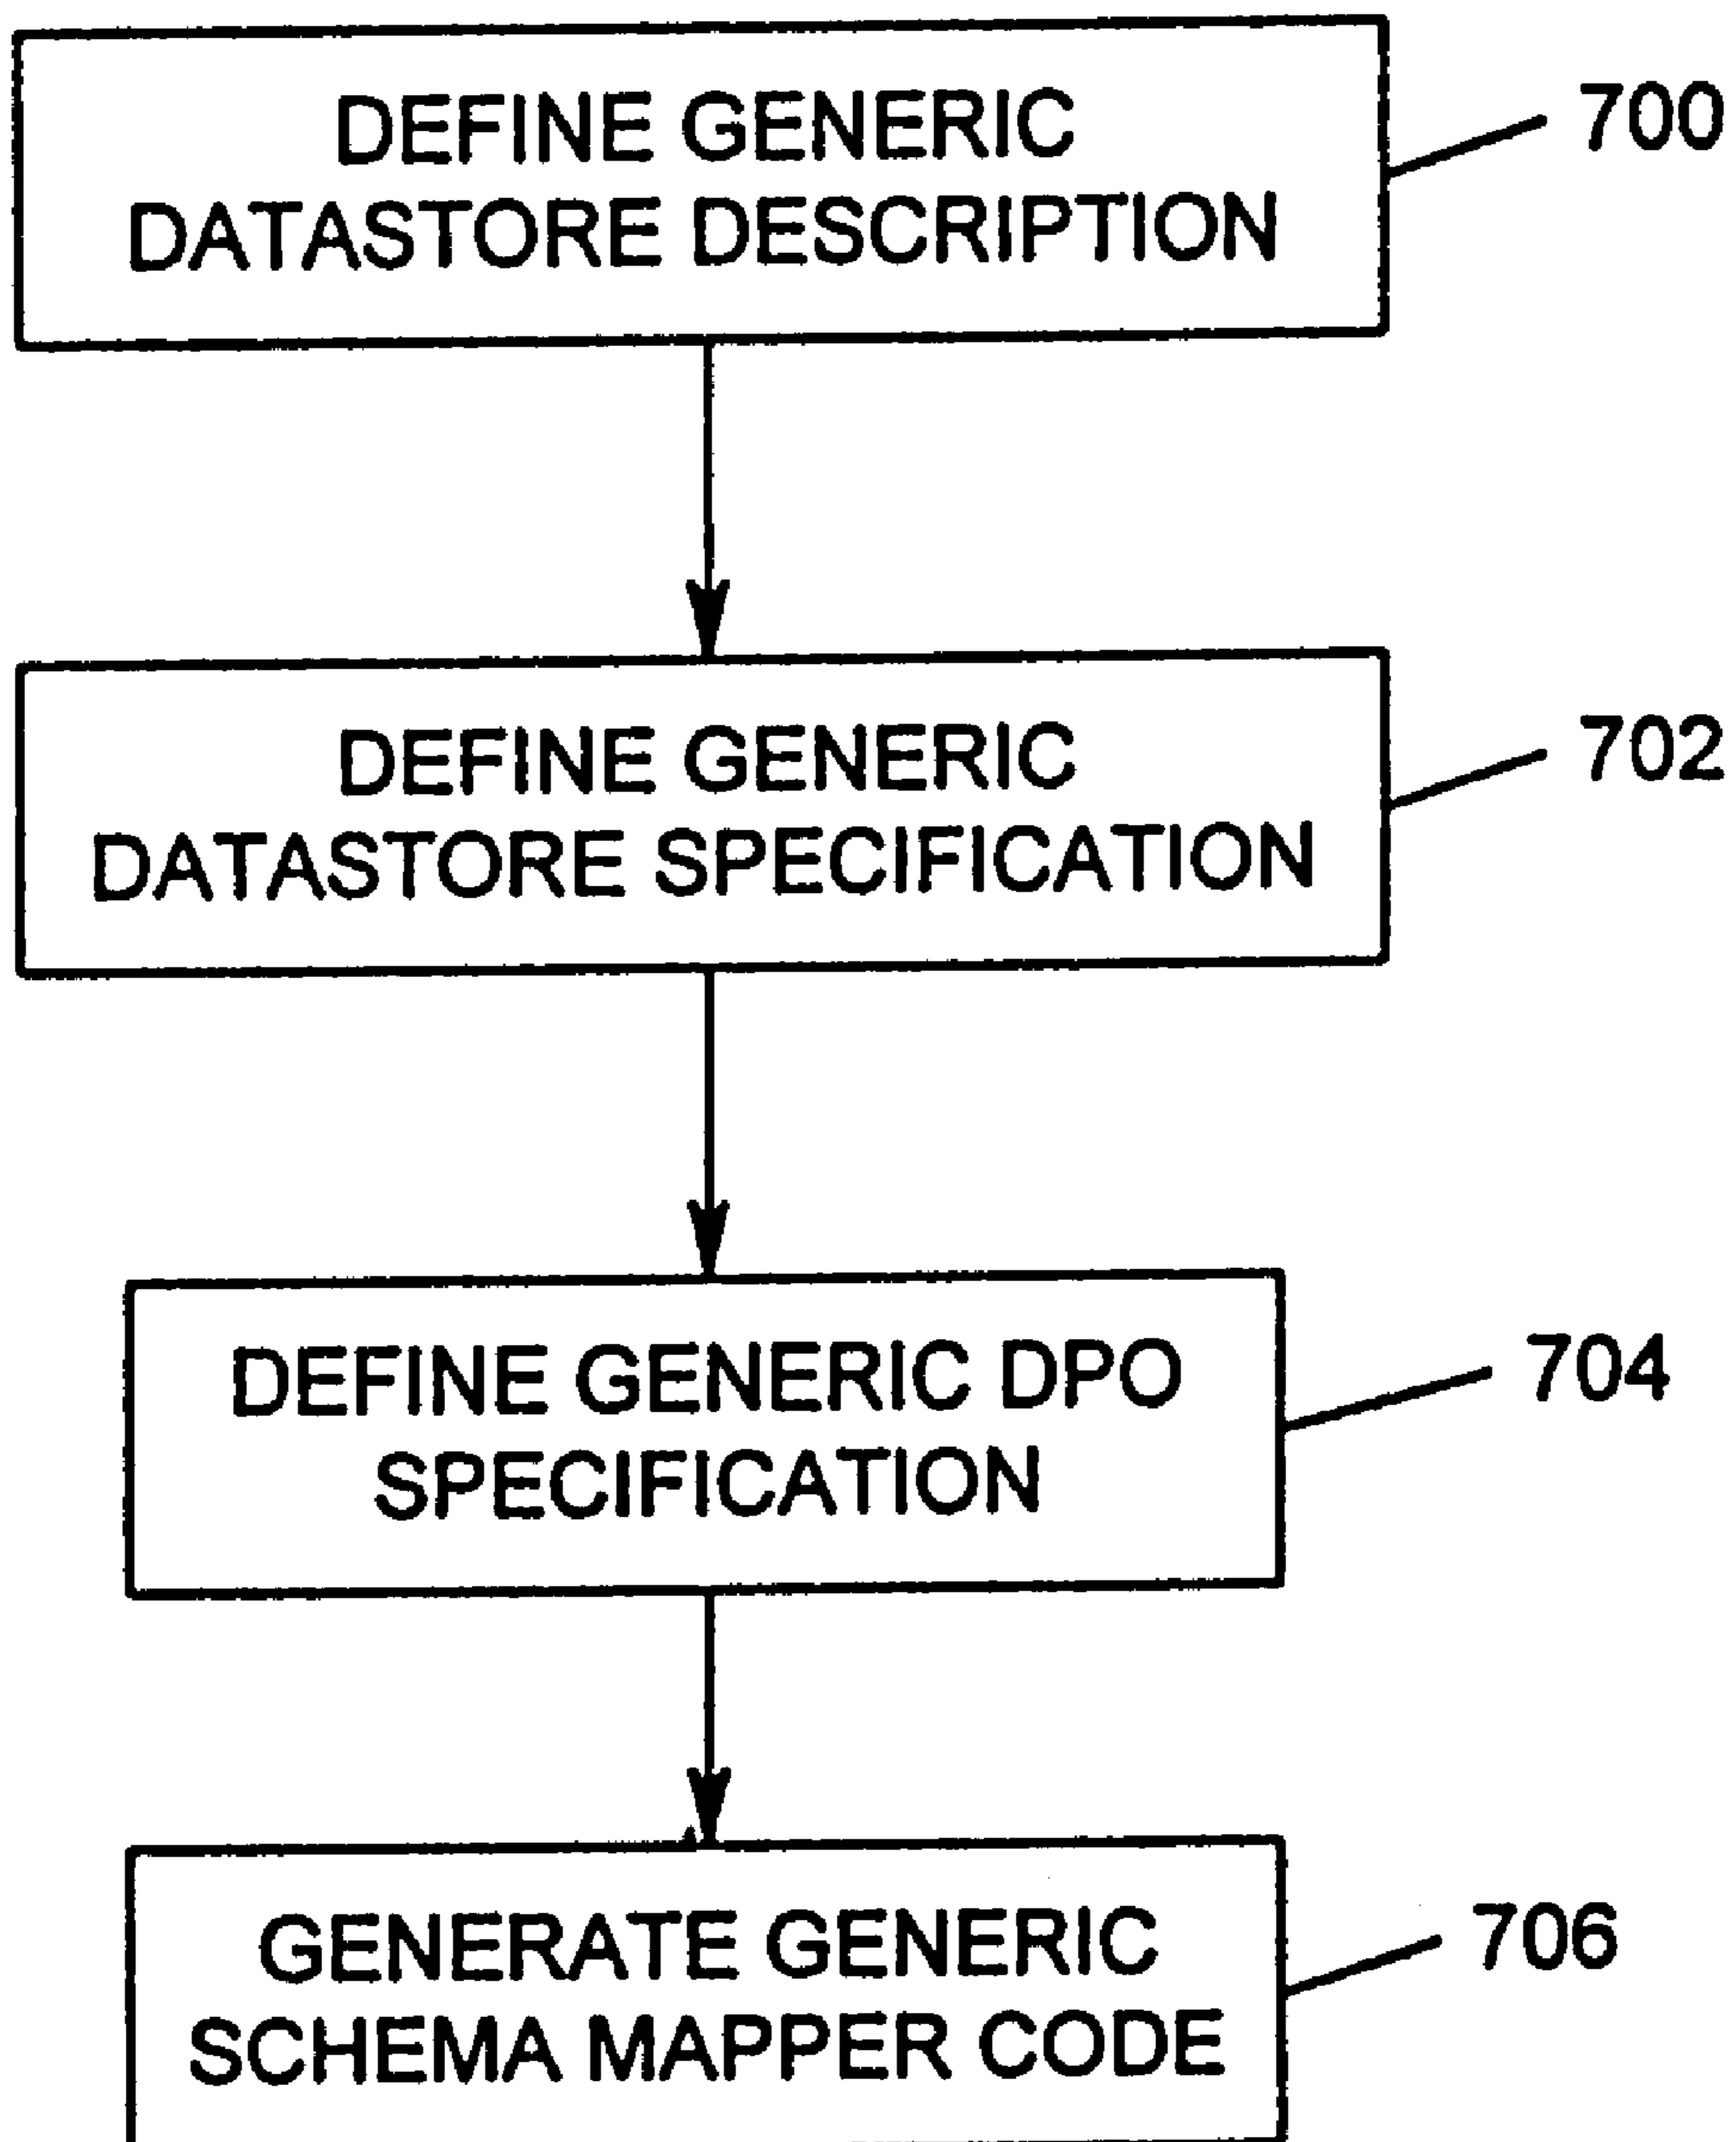 DEFINE GENERIC
DATASTORE DESCRIPTION
700
DEFINE GENERIC
DATASTORE SPECIFICATION
702
DEFINE GENERIC DPO
SPECIFICATION
704
GENERATE GENERIC
SCHEMA MAPPER CODE
706